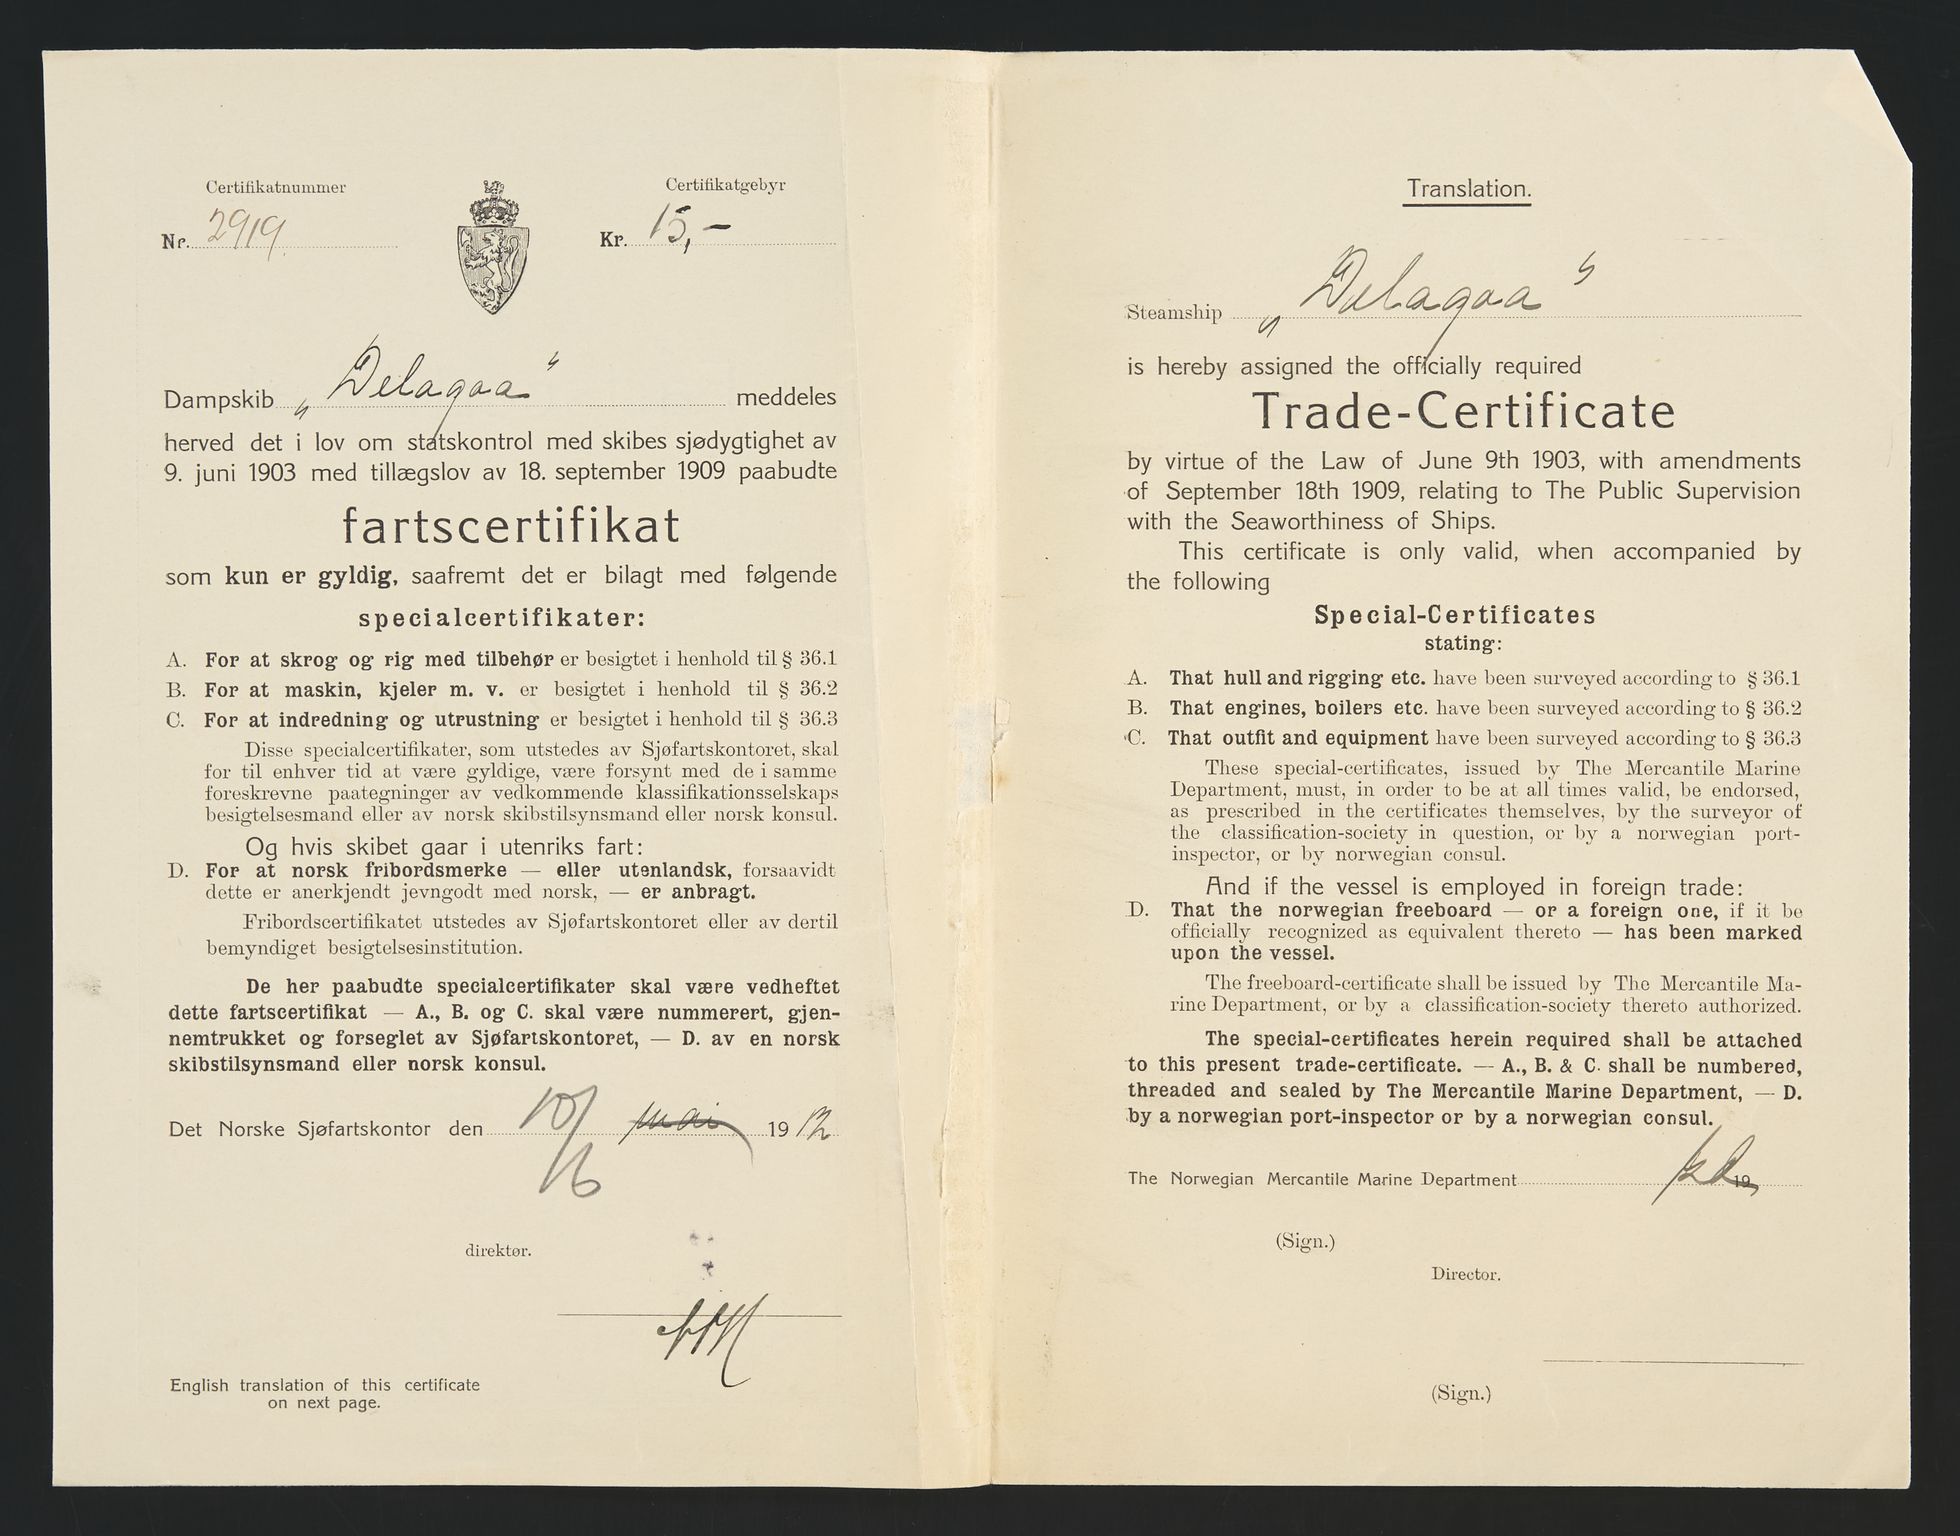 Certifikatnummer
Nr. 2919.
Certifikatgebyr
Kr. 15,-
Dampskib „Delagoa“ meddeles
herved det i lov om statskontrol med skibes sjødygtighet av
9. juni 1903 med tillægslov av 18. september 1909 paabudte
fartscertifikat
som kun er gyldig, saafremt det er bilagt med følgende
specialcertifikater:
A. For at skrog og rig med tilbehør er besigtet i henhold til § 36.1
B. For at maskin, kjeler m. v. er besigtet i henhold til § 36.2
C. For at indredning og utrustning er besigtet i henhold til § 36.3
Disse specialcertifikater, som utstedes av Sjøfartskontoret, skal
for til enhver tid at være gyldige, være forsynt med de i samme
foreskrevne paategninger av vedkommende klassifikationsselskaps
besigtelsesmand eller av norsk skibstilsynsmand eller norsk konsul.
Og hvis skibet gaar i utenriks fart:
D. For at norsk fribordsmerke — eller utenlandsk, forsaavidt
dette er anerkjendt jevngodt med norsk, — er anbragt.
Fribordscertifikatet utstedes av Sjøfartskontoret eller av dertil
bemyndiget besigtelsesinstitution.
De her paabudte specialcertifikater skal være vedheftet
dette fartscertifikat — A., B. og C. skal være nummerert, gjen-
nemtrukket og forseglet av Sjøfartskontoret, — D. av en norsk
skibstilsynsmand eller norsk konsul.
Det Norske Sjøfartskontor den 10/6 mai 1912
direktør.
English translation of this certificate
on next page.
Translation.
Steamship „Delagoa“
is hereby assigned the officially required
Trade-Certificate
by virtue of the Law of June 9th 1903, with amendments
of September 18th 1909, relating to The Public Supervision
with the Seaworthiness of Ships.
This certificate is only valid, when accompanied by
the following
Special-Certificates
stating:
A. That hull and rigging etc. have been surveyed according to § 36.1
B. That engines, boilers etc. have been surveyed according to § 36.2
C. That outfit and equipment have been surveyed according to § 36.3
These special-certificates, issued by The Mercantile Marine
Department, must, in order to be at all times valid, be endorsed,
as prescribed in the certificates themselves, by the surveyor of
the classification-society in question, or by a norwegian port-
inspector, or by norwegian consul.
And if the vessel is employed in foreign trade:
D. That the norwegian freeboard — or a foreign one, if it be
officially recognized as equivalent thereto — has been marked
upon the vessel.
The freeboard-certificate shall be issued by The Mercantile Ma-
rine Department, or by a classification-society thereto authorized.
The special-certificates herein required shall be attached
to this present trade-certificate. — A., B. & C. shall be numbered,
threaded and sealed by The Mercantile Marine Department, — D.
by a norwegian port-inspector or by a norwegian consul.
The Norwegian Mercantile Marine Department 19
(Sign.)
Director.
(Sign.)